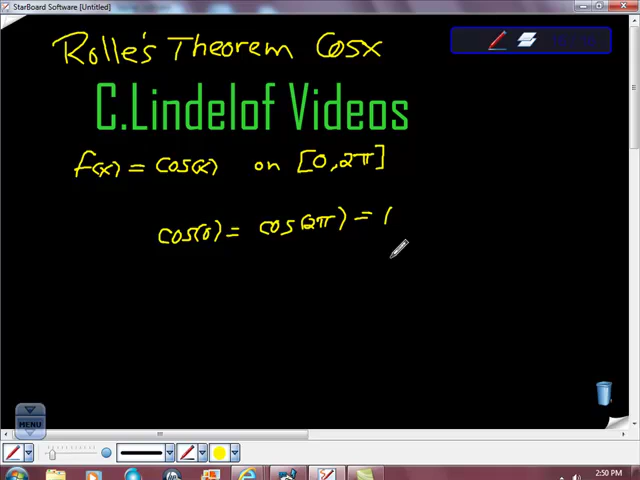 StarBoard Software [Untitled]
Rolle's Theorem Cosx
C.Lindelof Videos
f(x) = cos(x) on [0, 2π]
cos(0) = cos(2π) = 1
MENU
2:50 PM